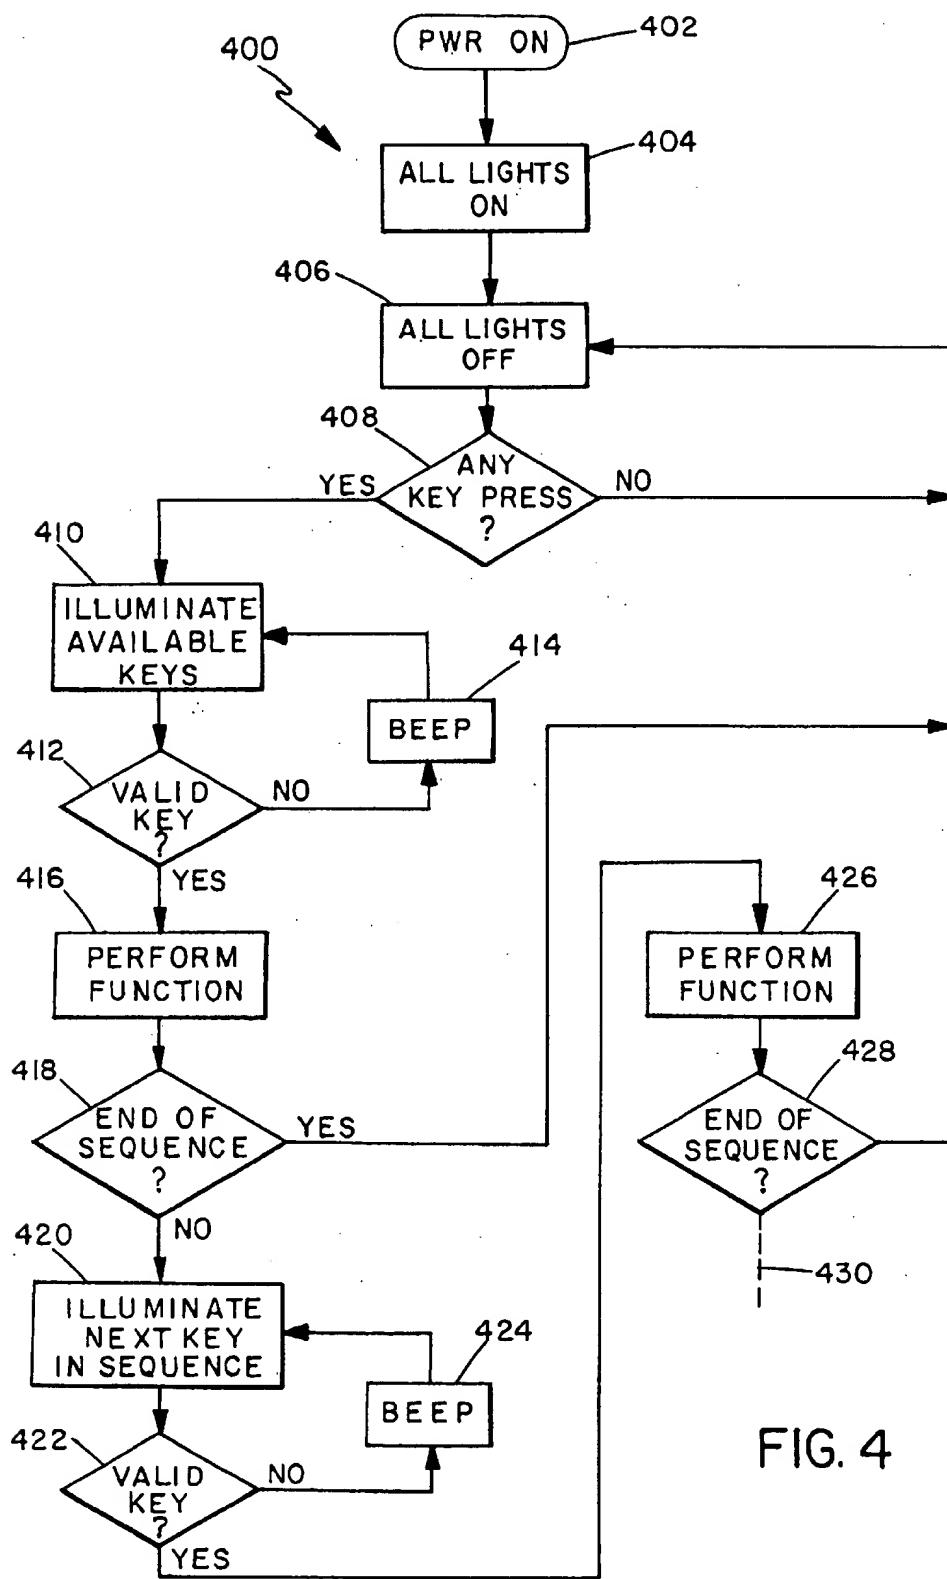 PWR ON
402
400
404
ALL LIGHTS
ON
406
ALL LIGHTS
OFF
408
ANY
KEY PRESS
?
YES
NO
410
ILLUMINATE
AVAILABLE
KEYS
414
BEEP
412
VALID
KEY
?
NO
YES
416
PERFORM
FUNCTION
426
PERFORM
FUNCTION
418
END OF
SEQUENCE
?
YES
NO
428
END OF
SEQUENCE
?
430
420
ILLUMINATE
NEXT KEY
IN SEQUENCE
424
BEEP
422
VALID
KEY
?
NO
YES
FIG. 4